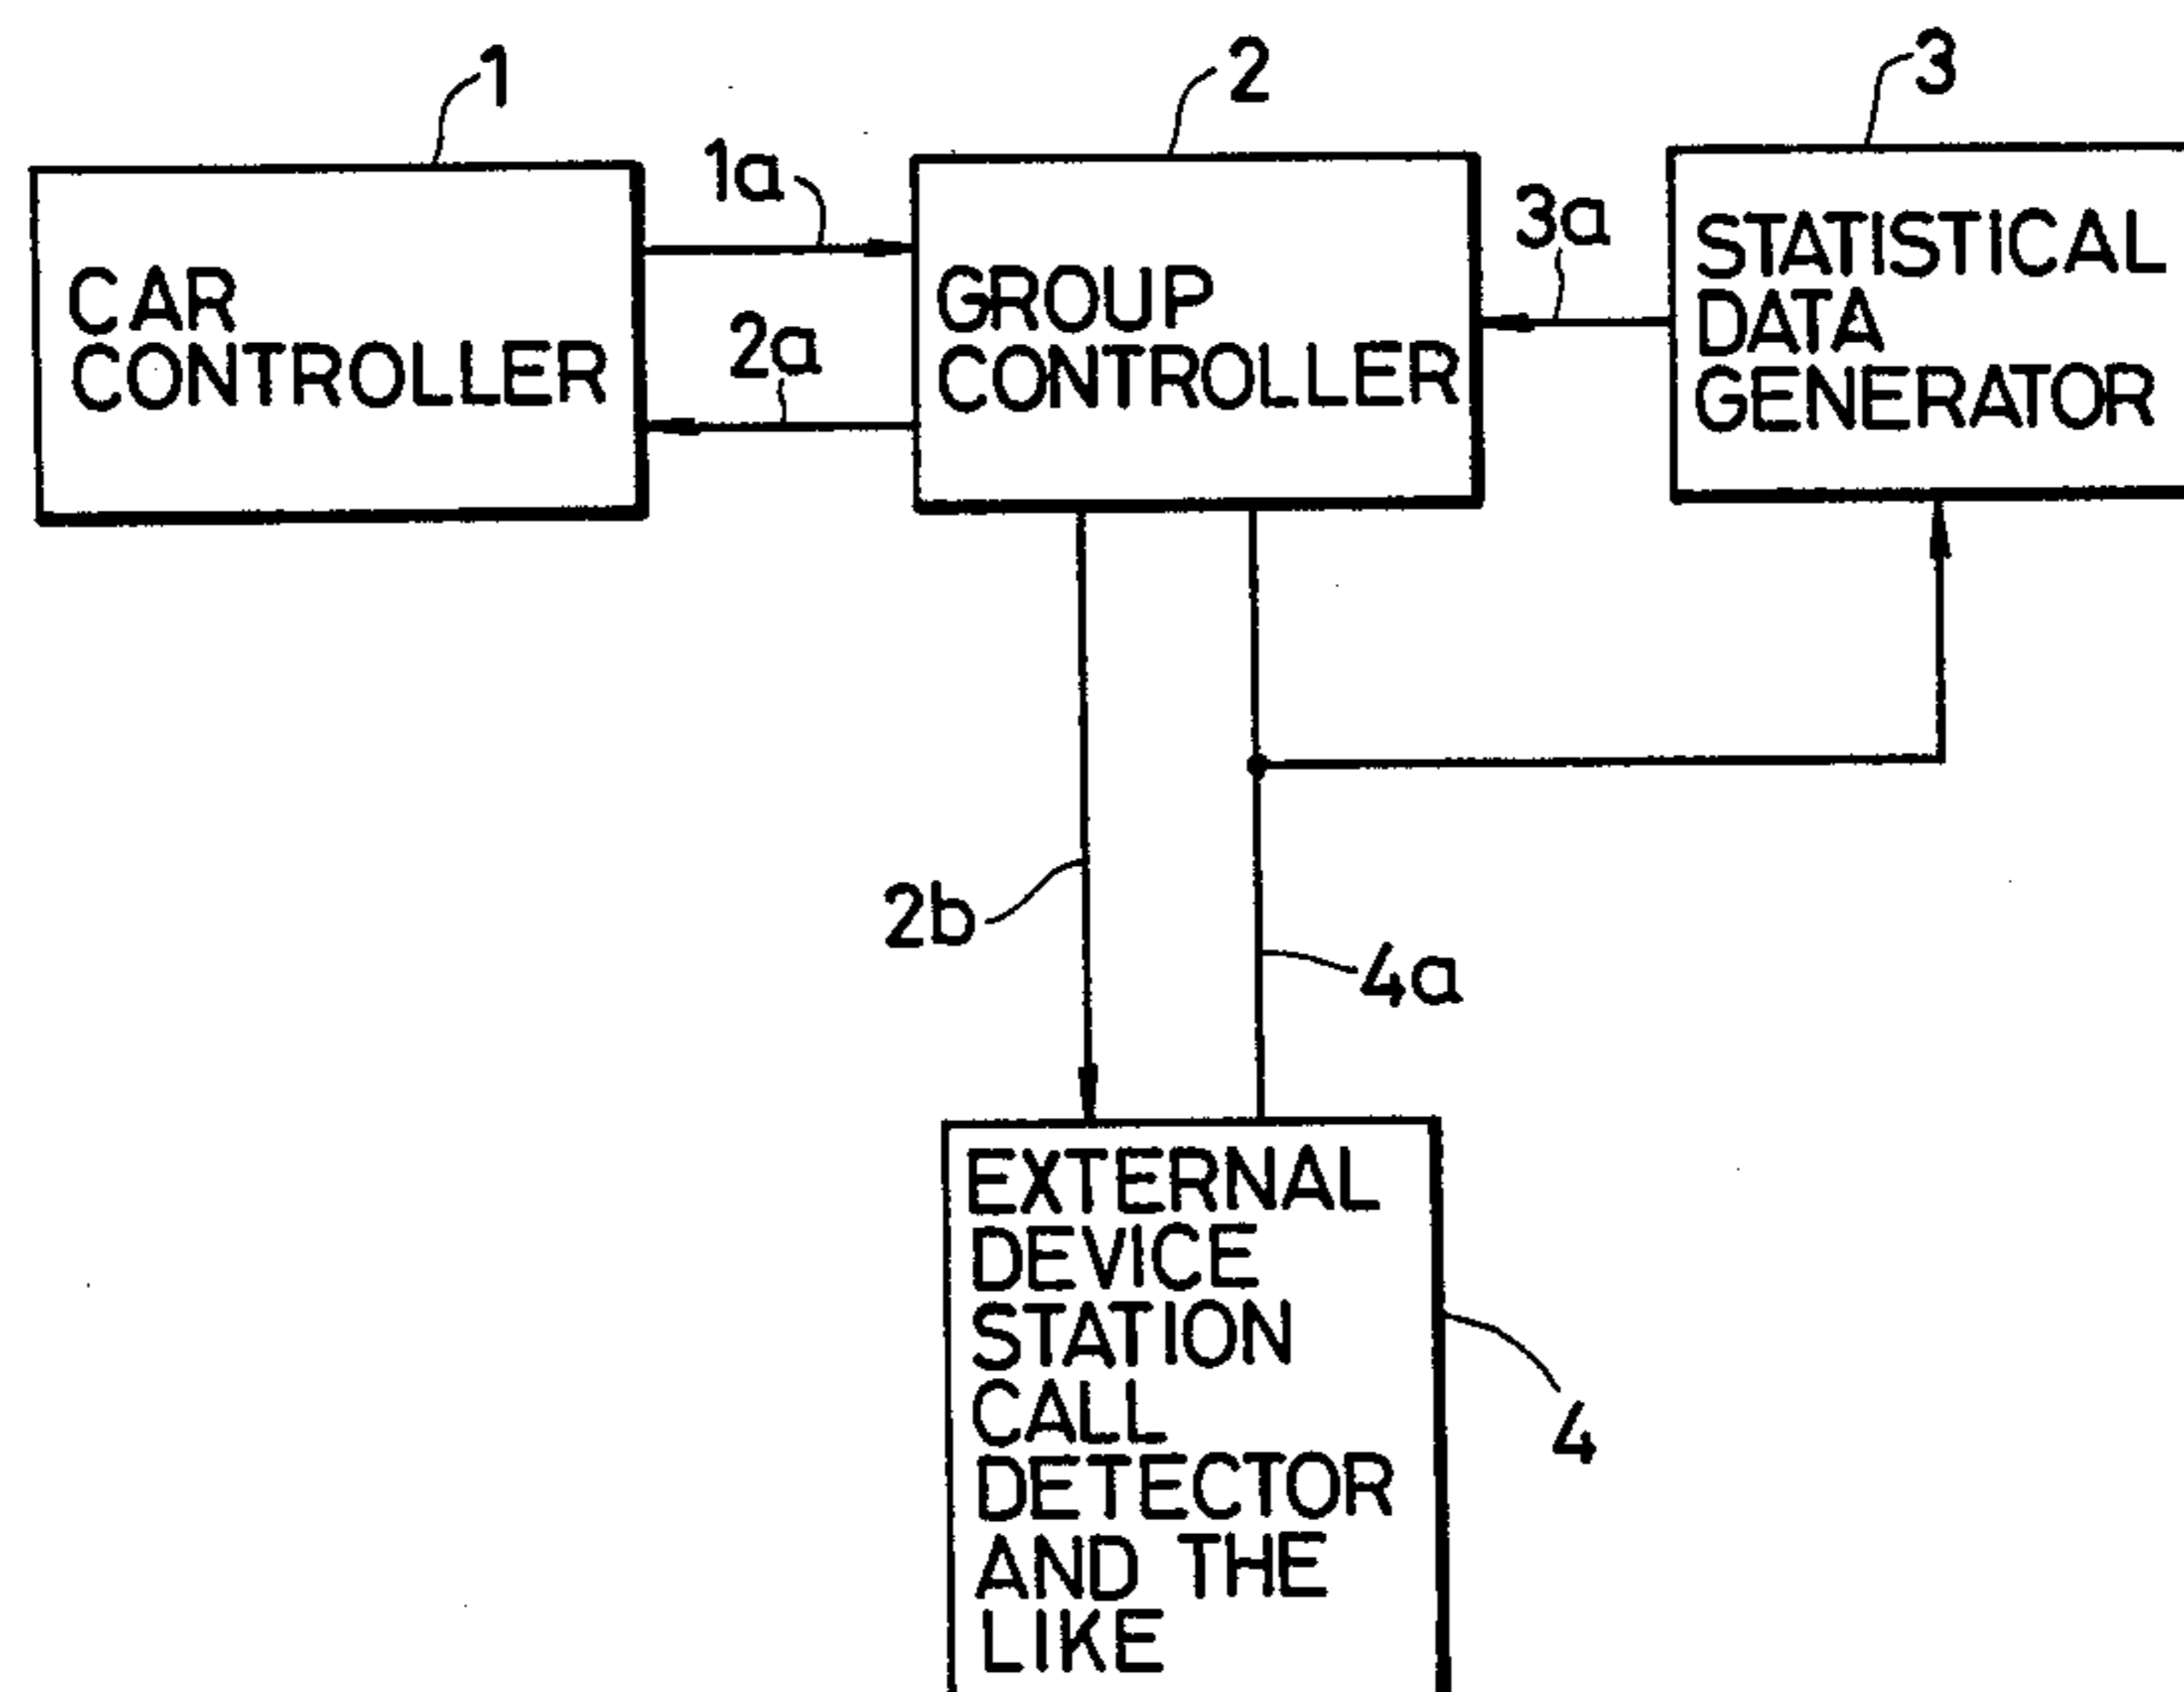 1
2
3
1a
2a
3a
CAR
CONTROLLER
GROUP
CONTROLLER
STATISTICAL
DATA
GENERATOR
2b
4a
EXTERNAL
DEVICE
STATION
CALL
DETECTOR
AND THE
LIKE
4